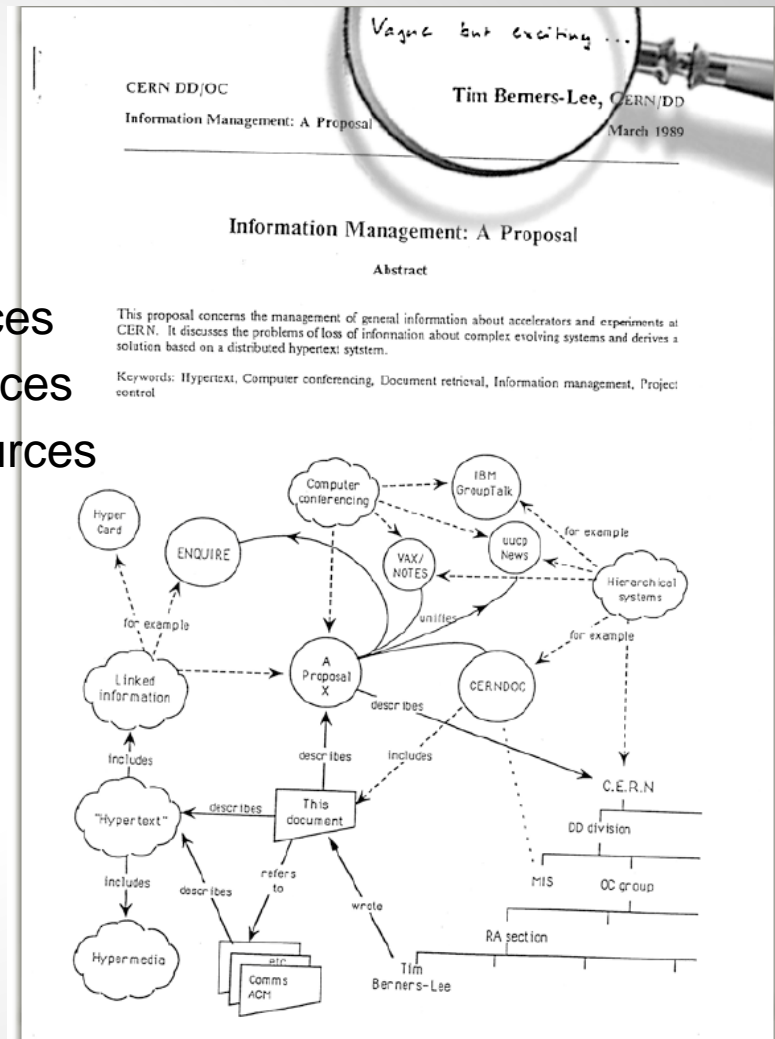 Vague but exciting ...
CERN DD/OC
Tim Berners-Lee, CERN/DD
Information Management: A Proposal
March 1989
Information Management: A Proposal
Abstract
ces
ces
urces
This proposal concerns the management of general information about accelerators and experiments at
CERN. It discusses the problems of loss of information about complex evolving systems and derives a
solution based on a distributed hypertext sytstem.
Keywords: Hypertext, Computer conferencing, Document retrieval, Information management, Project
control
Computer
conferencing
IBM
GroupTalk
Hyper
Card
ENQUIRE
VAX/
NOTES
uucp
News
for example
Hierarchical
systems
unifies
for example
for example
Linked
information
A
Proposal
X
CERNDOC
describes
includes
describes
includes
C.E.R.N
"Hypertext"
describes
This
document
DD division
includes
describes
refers
to
wrote
MIS
OC group
RA section
Hypermedia
etc
Comms
ACM
Tim
Berners-Lee